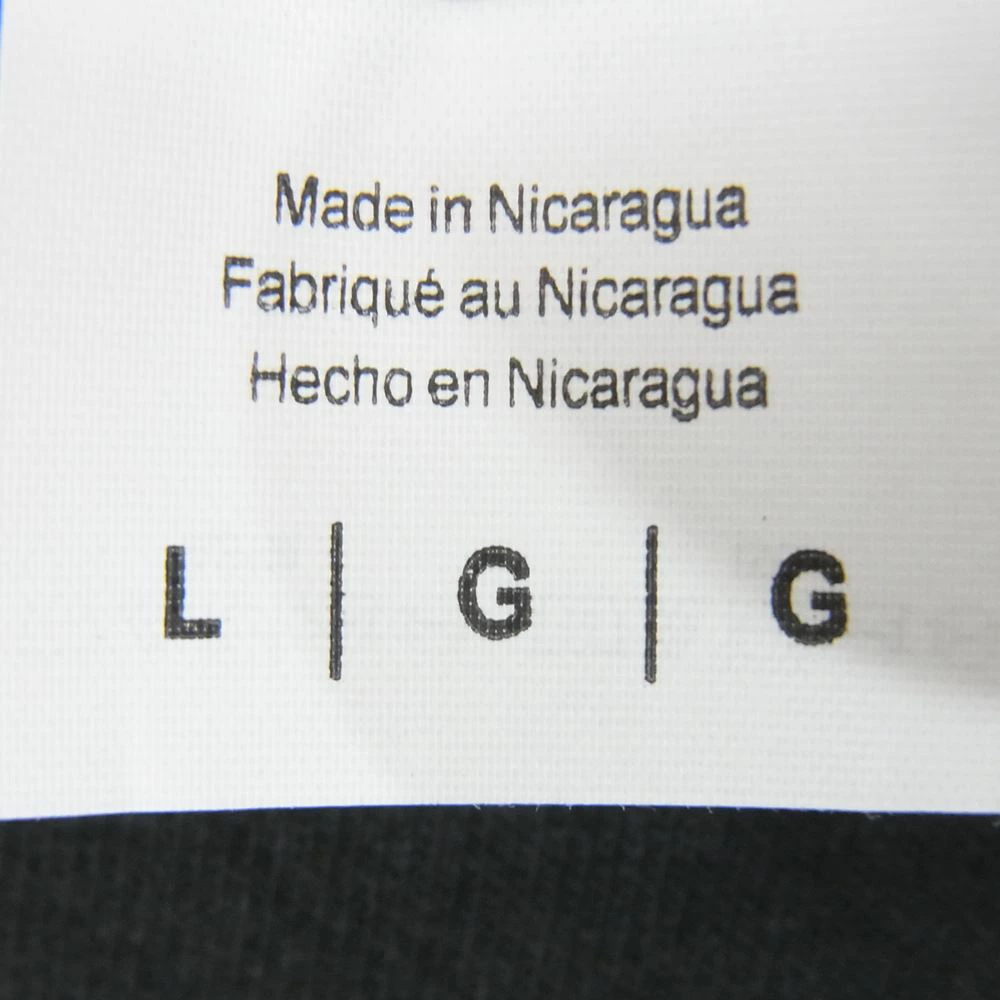 Made in Nicaragua
Fabriqué au Nicaragua
Hecho en Nicaragua
L | G | G